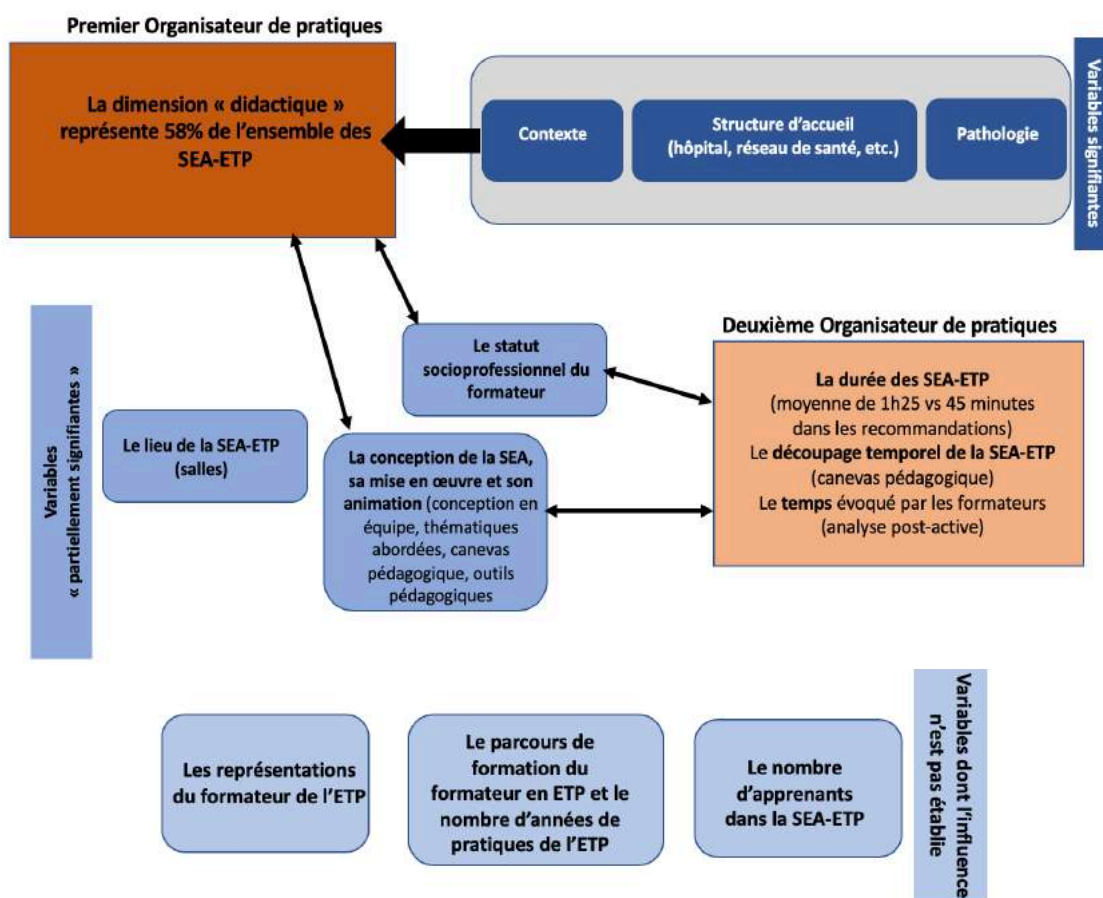 Premier Organisateur de pratiques
La dimension « didactique »
représente 58% de l'ensemble des
SEA-ETP
Contexte
Structure d'accueil
(hôpital, réseau de santé, etc.)
Pathologie
Variables signifiantes
Variables
« partiellement signifiantes »
Le lieu de la SEA-ETP
(salles)
Le statut
socioprofessionnel du
formateur
La conception de la SEA,
sa mise en œuvre et son
animation (conception en
équipe, thématiques
abordées, canevas
pédagogique, outils
pédagogiques
Deuxième Organisateur de pratiques
La durée des SEA-ETP
(moyenne de 1h25 vs 45 minutes
dans les recommandations)
Le découpage temporel de la SEA-ETP
(canevas pédagogique)
Le temps évoqué par les formateurs
(analyse post-active)
Les représentations
du formateur de l'ETP
Le parcours de
formation du
formateur en ETP et le
nombre d'années de
pratiques de l'ETP
Le nombre
d'apprenants
dans la SEA-ETP
Variables dont l'influence
n'est pas établie